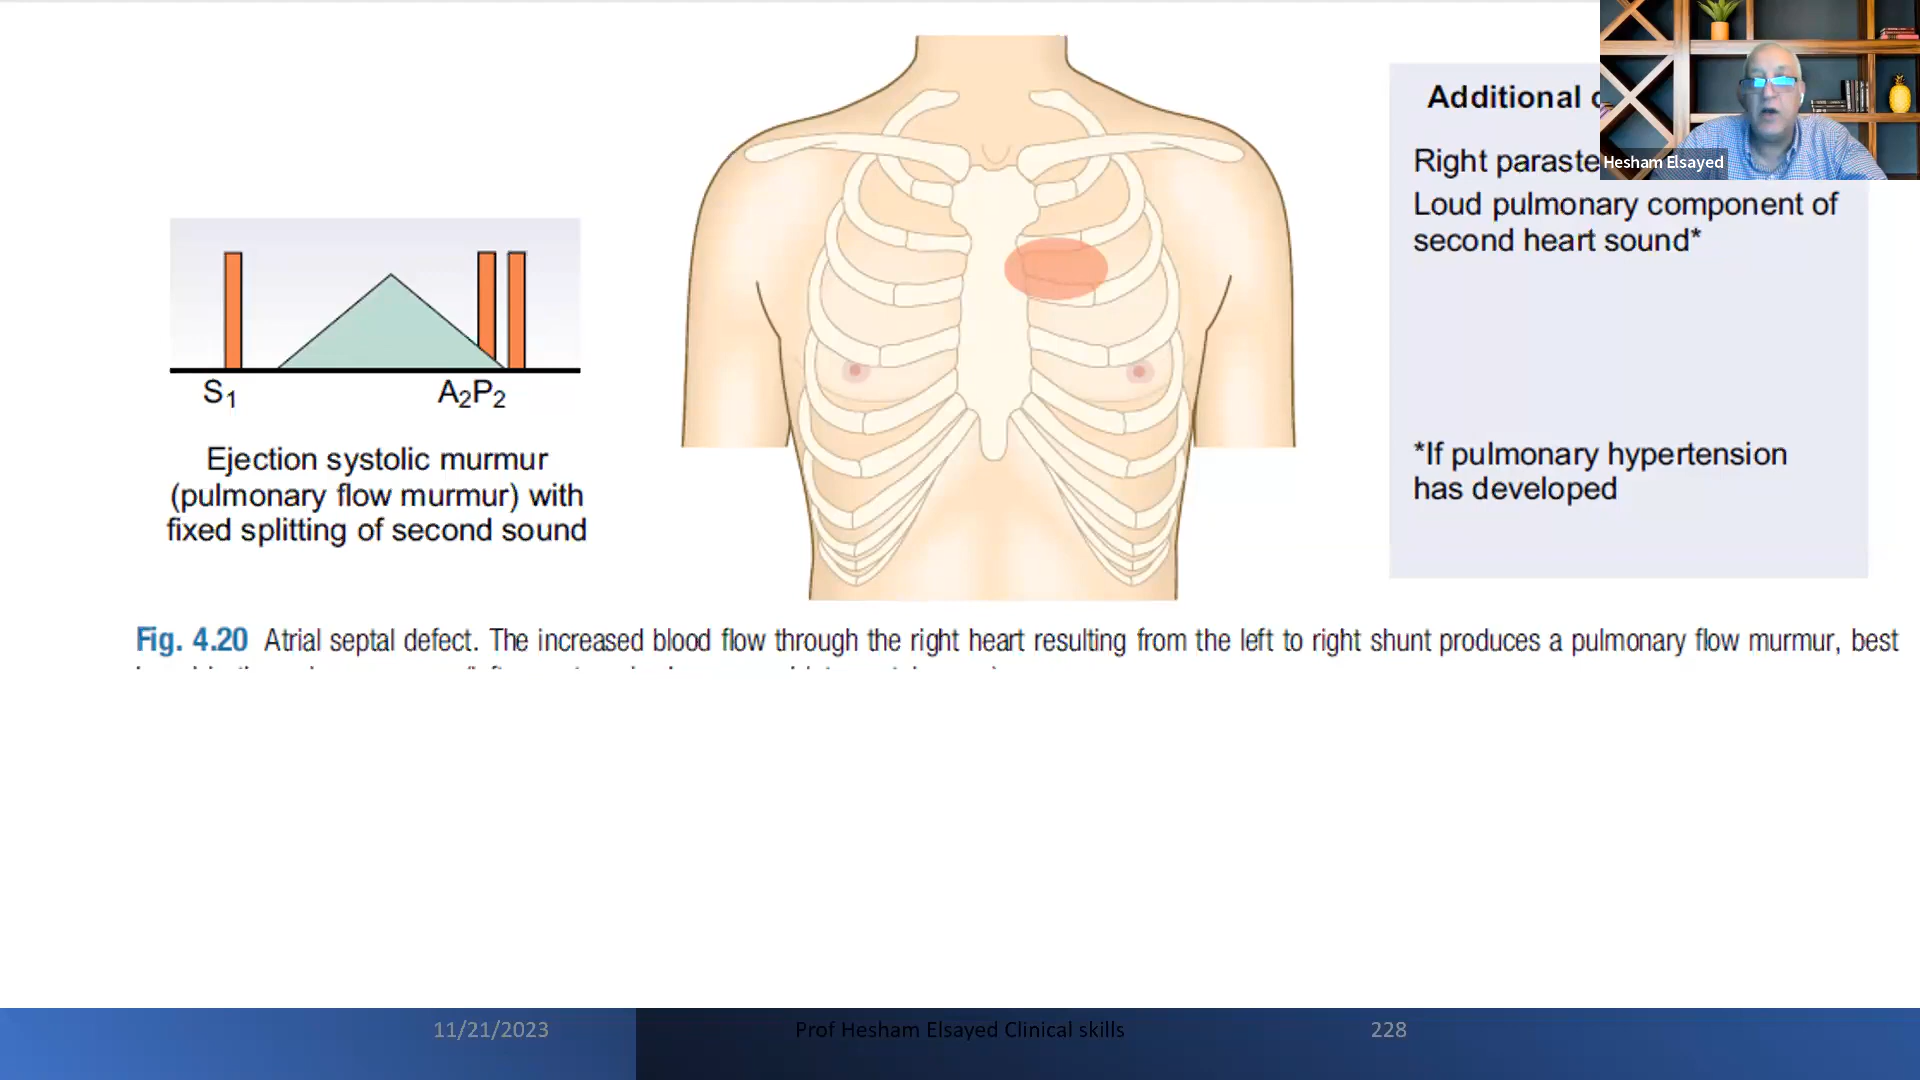 Additional
Hesham Elsayed
Right
Loud pulmonary component of
second heart sound*
*If pulmonary hypertension
has developed
S1
A2P2
Ejection systolic murmur
(pulmonary flow murmur) with
fixed splitting of second sound
Fig. 4.20 Atrial septal defect. The increased blood flow through the right heart resulting from the left to right shunt produces a pulmonary flow murmur, best
11/21/2023
Prof Hesham Elsayed Clinical skills
228